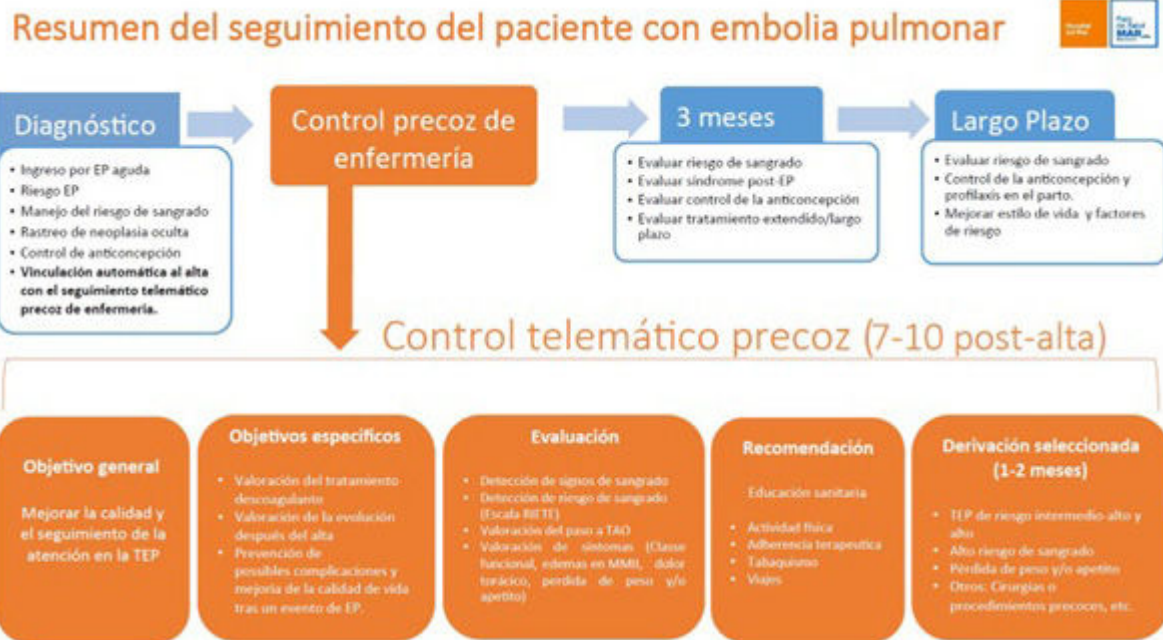 Resumen del seguimiento del paciente con embolia pulmonar
Diagnóstico
• Ingreso por EP aguda
• Riesgo EP
• Manejo del riesgo de sangrado
• Rastreo de neoplasia oculta
• Control de anticoncepción
• Vinculación automática al alta
con el seguimiento telemático
precoz de enfermería.
Control precoz de
enfermería
3 meses
• Evaluar riesgo de sangrado
• Evaluar síndrome post-EP
• Evaluar control de la anticoncepción
• Evaluar tratamiento extendido/largo
plazo
Largo Plazo
• Evaluar riesgo de sangrado
• Control de la anticoncepción y
profilaxis en el parto.
• Mejorar estilo de vida y factores
de riesgo
Control telemático precoz (7-10 post-alta)
Objetivo general
Mejorar la calidad y
el seguimiento de la
atención en la TEP
Objetivos específicos
• Valoración del tratamiento
descoagulante
• Valoración de la evolución
después del alta
• Prevención de
posibles complicaciones y
mejoría de la calidad de vida
tras un evento de EP.
Evaluación
• Detección de signos de sangrado
• Detección de riesgo de sangrado
(Escala RIETE)
• Valoración del paso a TAO
• Valoración de síntomas (Classe
funcional, edemas en MMII, dolor
torácico, perdida de peso y/o
apetito)
Recomendación
Educación sanitaria
• Actividad física
• Adherencia terapeutica
• Tabaquismo
• Viajes
Derivación seleccionada
(1-2 meses)
• TEP de riesgo intermedio-alto y
alto
• Alto riesgo de sangrado
• Pérdida de peso y/o apetito
• Otros: Cirurgías o
procedimientos precoces, etc.